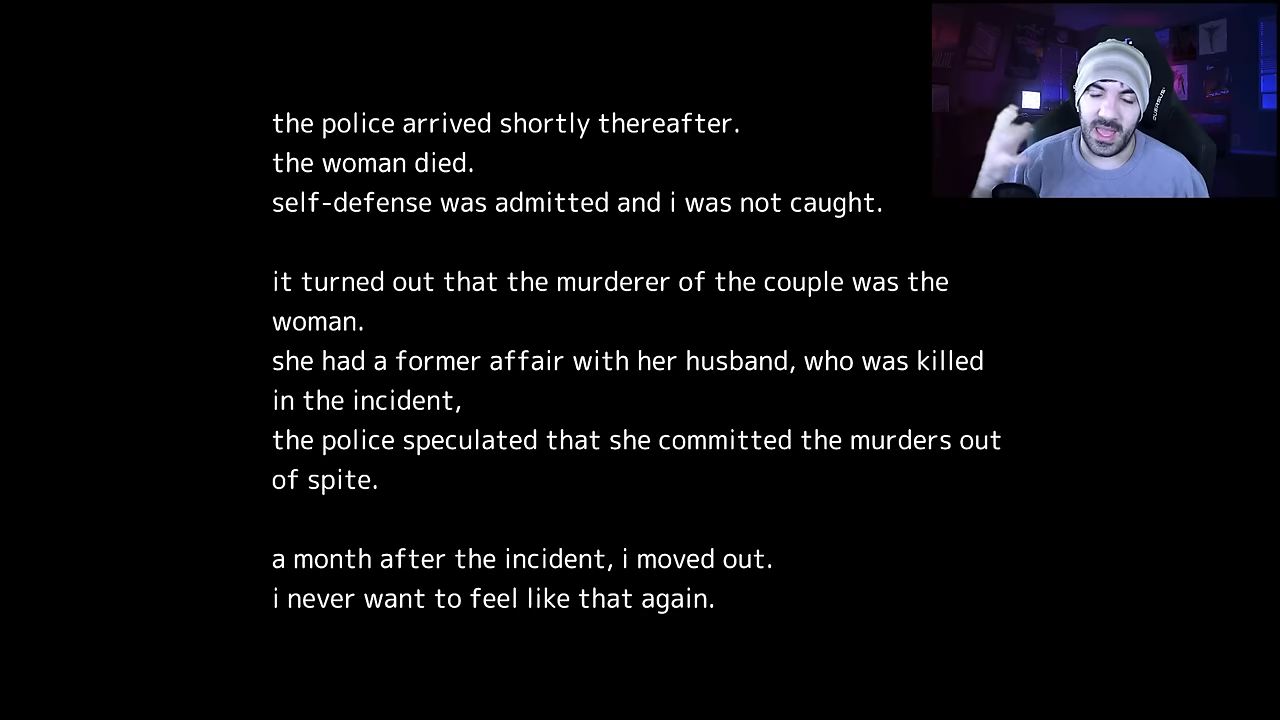 the police arrived shortly thereafter.
the woman died.
self-defense was admitted and i was not caught.
it turned out that the murderer of the couple was the
woman.
she had a former affair with her husband, who was killed
in the incident,
the police speculated that she committed the murders out
of spite.
a month after the incident, i moved out.
i never want to feel like that again.